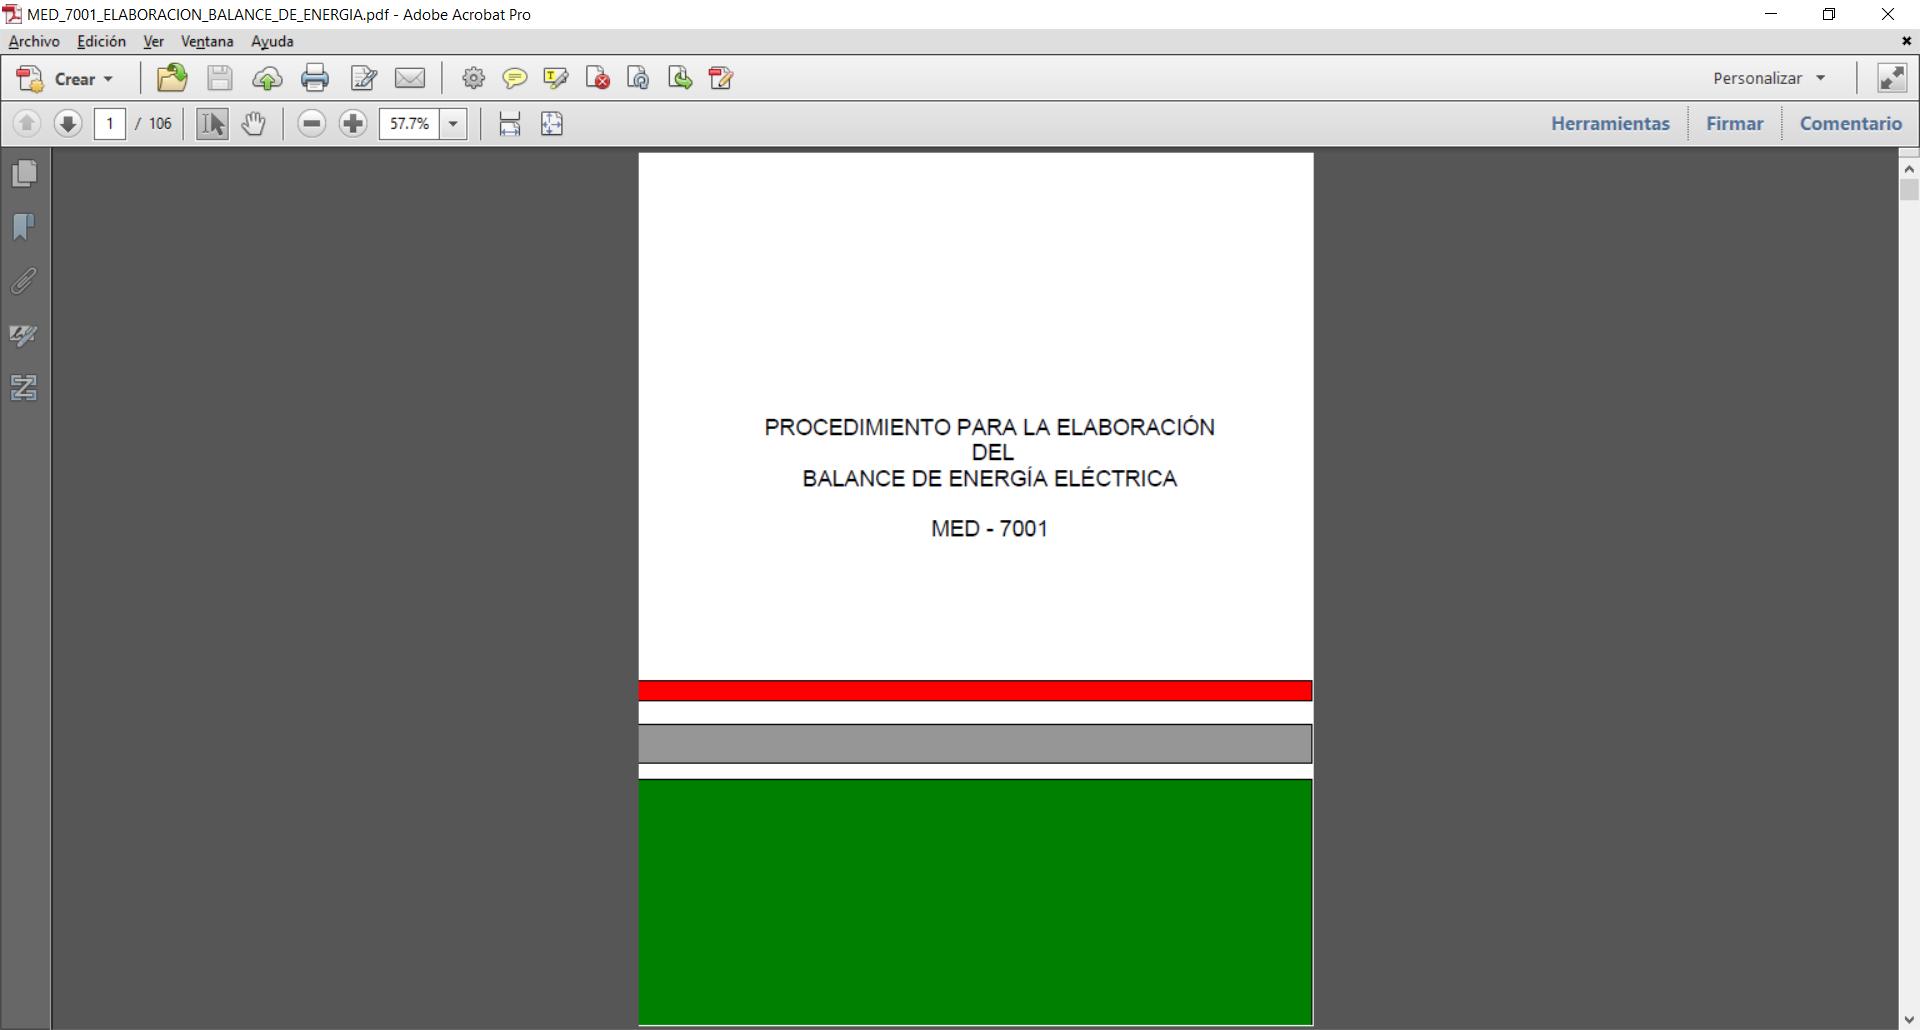 MED_7001_ELABORACION_BALANCE_DE_ENERGIA.pdf - Adobe Acrobat Pro
Archivo Edición Ver Ventana Ayuda
Crear
Personalizar
1 / 106
57.7%
Herramientas Firmar Comentario
PROCEDIMIENTO PARA LA ELABORACIÓN
DEL
BALANCE DE ENERGÍA ELÉCTRICA
MED - 7001